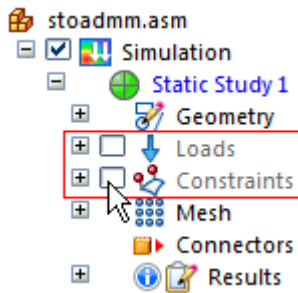 stoadmm.asm
Simulation
Static Study 1
Geometry
Loads
Constraints
Mesh
Connectors
Results